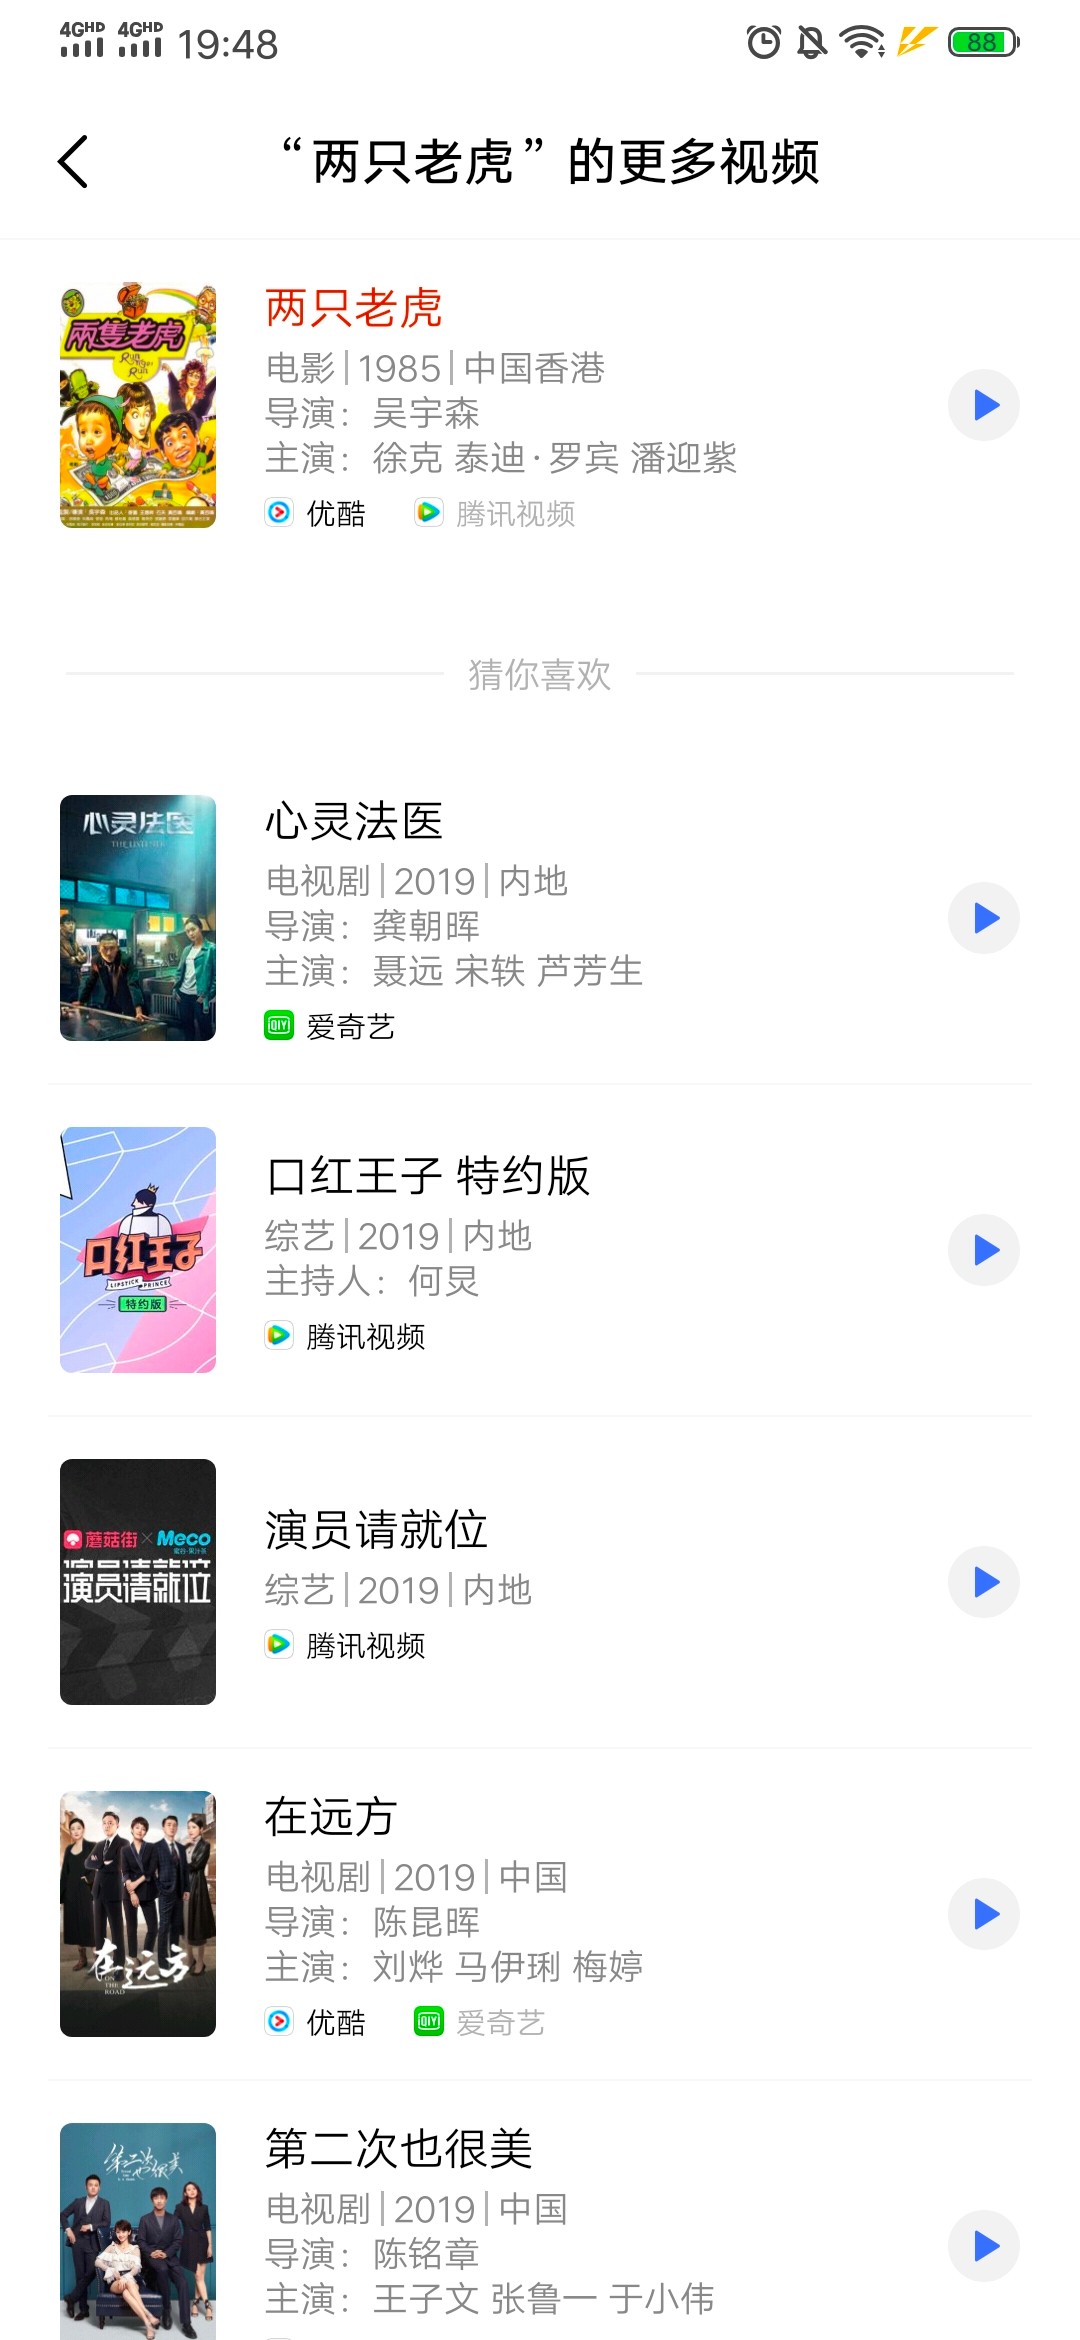 4GHD 4GHD 19:48 88
“两只老虎”的更多视频
兩隻老虎
Run Tiger Run
两只老虎
电影|1985|中国香港
导演：吴宇森
主演：徐克 泰迪·罗宾 潘迎紫
优酷 腾讯视频
猜你喜欢
心灵法医
THE LISTENER
心灵法医
电视剧|2019|内地
导演：龚朝晖
主演：聂远 宋轶 芦芳生
QIY 爱奇艺
口红王子
LIPSTICK PRINCE
特约版
口红王子 特约版
综艺|2019|内地
主持人：何炅
腾讯视频
蘑菇街×Meco
演员请就位
演员请就位
综艺|2019|内地
腾讯视频
在远方
ON THE ROAD
在远方
电视剧|2019|中国
导演：陈昆晖
主演：刘烨 马伊琍 梅婷
优酷 QIY 爱奇艺
第二次也很美
第二次也很美
电视剧|2019|中国
导演：陈铭章
主演：王子文 张鲁一 于小伟